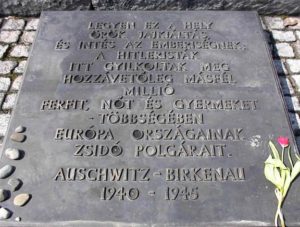 LEGYEN EZ A HELY
ÖRÖK JAJKIÁLTÁS,
ÉS INTÉS AZ EMBERISÉGNEK,
A HITLERISTÁK
ITT GYILKOLTAK MEG
HOZZÁVETŐLEG MÁSFÉL
MILLIÓ
FÉRFIT, NŐT ÉS GYERMEKET
-TÖBBSÉGÉBEN
EURÓPA ORSZÁGAINAK
ZSIDÓ POLGÁRAIT.
AUSCHWITZ-BIRKENAU
1940-1945